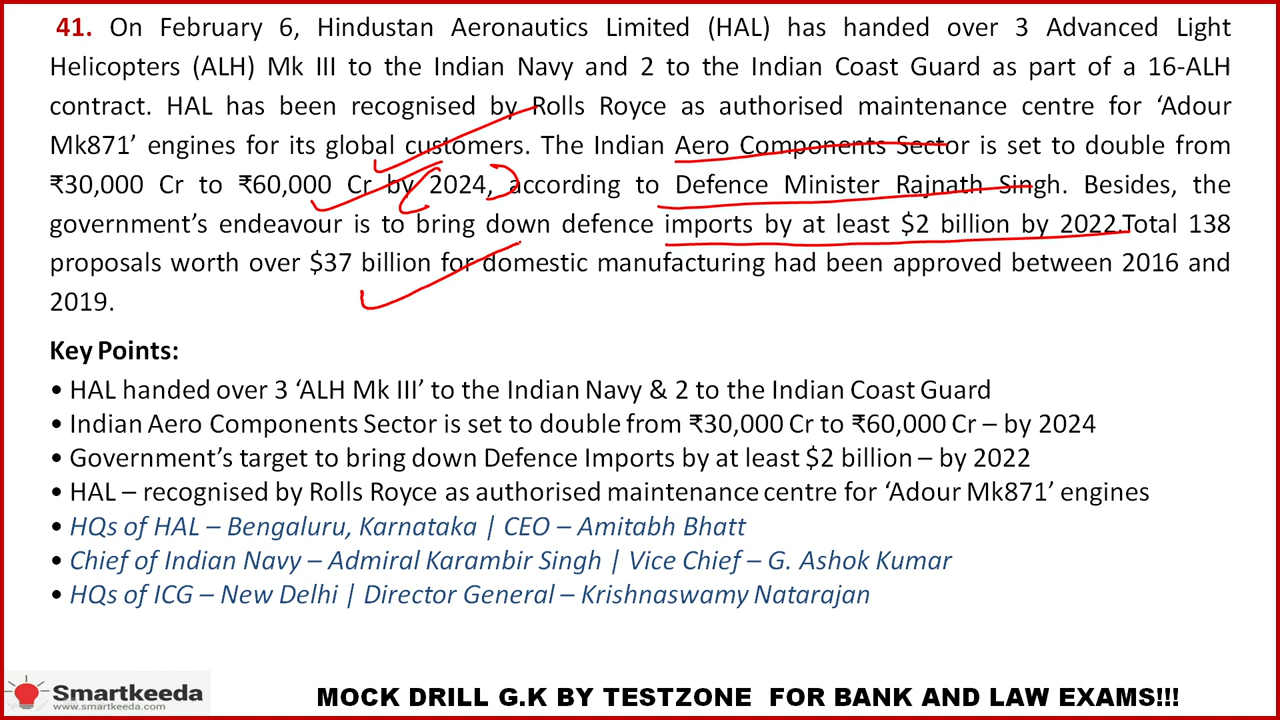 41. On February 6, Hindustan Aeronautics Limited (HAL) has handed over 3 Advanced Light
Helicopters (ALH) Mk III to the Indian Navy and 2 to the Indian Coast Guard as part of a 16-ALH
contract. HAL has been recognised by Rolls Royce as authorised maintenance centre for ‘Adour
Mk871’ engines for its global customers. The Indian Aero Components Sector is set to double from
₹30,000 Cr to ₹60,000 Cr by 2024, according to Defence Minister Rajnath Singh. Besides, the
government’s endeavour is to bring down defence imports by at least $2 billion by 2022.Total 138
proposals worth over $37 billion for domestic manufacturing had been approved between 2016 and
2019.
Key Points:
• HAL handed over 3 ‘ALH Mk III’ to the Indian Navy & 2 to the Indian Coast Guard
• Indian Aero Components Sector is set to double from ₹30,000 Cr to ₹60,000 Cr – by 2024
• Government’s target to bring down Defence Imports by at least $2 billion – by 2022
• HAL – recognised by Rolls Royce as authorised maintenance centre for ‘Adour Mk871’ engines
• HQs of HAL – Bengaluru, Karnataka | CEO – Amitabh Bhatt
• Chief of Indian Navy – Admiral Karambir Singh | Vice Chief – G. Ashok Kumar
• HQs of ICG – New Delhi | Director General – Krishnaswamy Natarajan
Smartkeeda
www.smartkeeda.com
MOCK DRILL G.K BY TESTZONE FOR BANK AND LAW EXAMS!!!